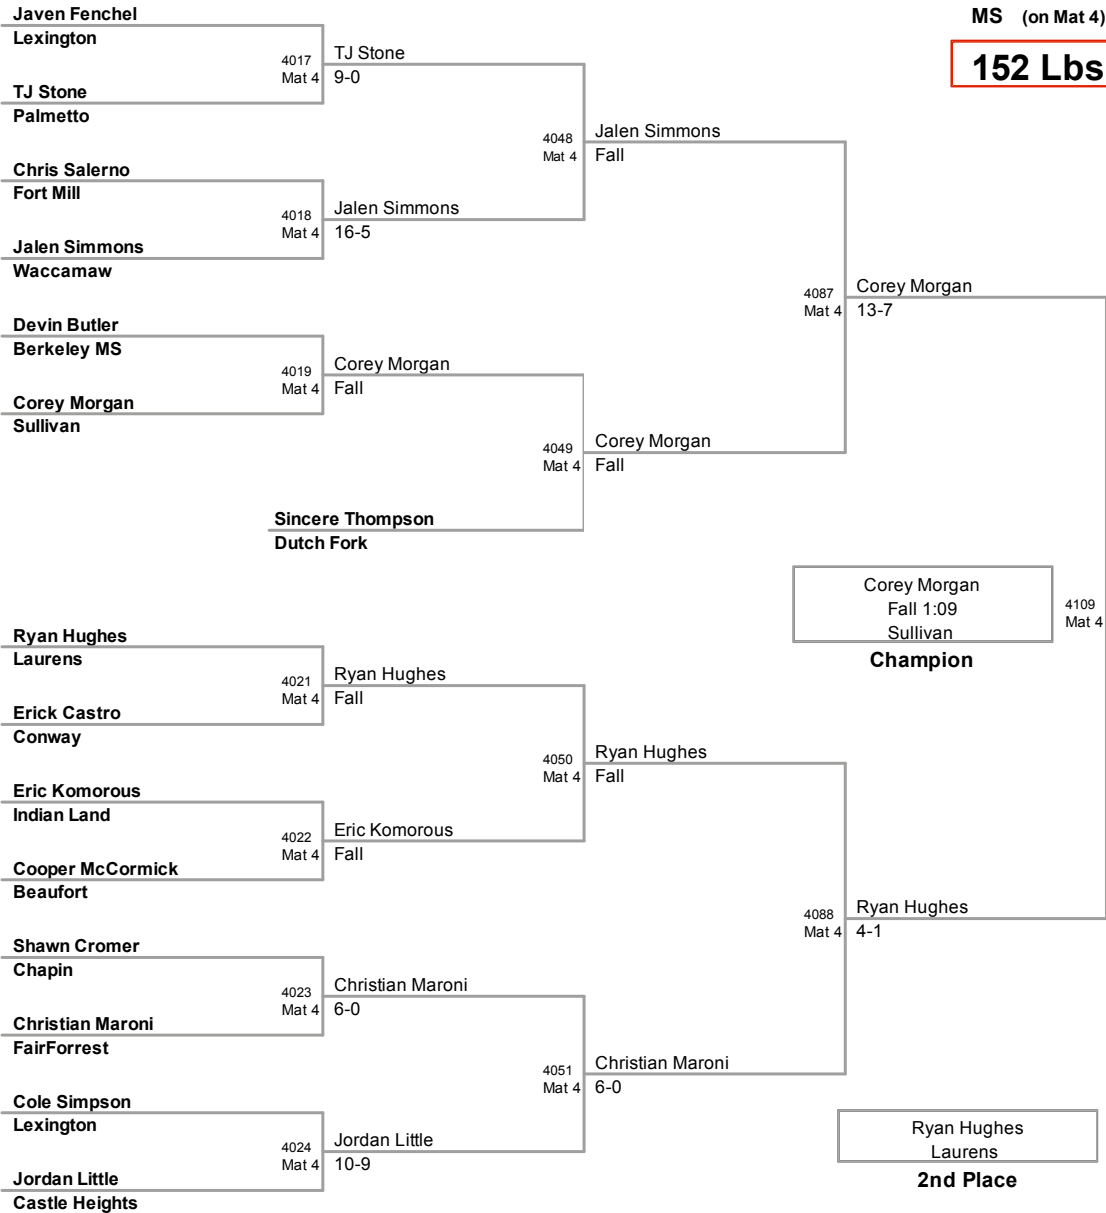 Javen Fenchel
Lexington
MS (on Mat 4)
152 Lbs
4017
Mat 4
TJ Stone
9-0
TJ Stone
Palmetto
4048
Mat 4
Jalen Simmons
Fall
Chris Salerno
Fort Mill
4018
Mat 4
Jalen Simmons
16-5
Jalen Simmons
Waccamaw
4087
Mat 4
Corey Morgan
13-7
Devin Butler
Berkeley MS
4019
Mat 4
Corey Morgan
Fall
Corey Morgan
Sullivan
4049
Mat 4
Corey Morgan
Fall
Sincere Thompson
Dutch Fork
Corey Morgan
Fall 1:09
Sullivan
Champion
4109
Mat 4
Ryan Hughes
Laurens
4021
Mat 4
Ryan Hughes
Fall
Erick Castro
Conway
4050
Mat 4
Ryan Hughes
Fall
Eric Komorous
Indian Land
4022
Mat 4
Eric Komorous
Fall
Cooper McCormick
Beaufort
4088
Mat 4
Ryan Hughes
4-1
Shawn Cromer
Chapin
4023
Mat 4
Christian Maroni
6-0
Christian Maroni
FairForrest
4051
Mat 4
Christian Maroni
6-0
Cole Simpson
Lexington
4024
Mat 4
Jordan Little
10-9
Jordan Little
Castle Heights
Ryan Hughes
Laurens
2nd Place